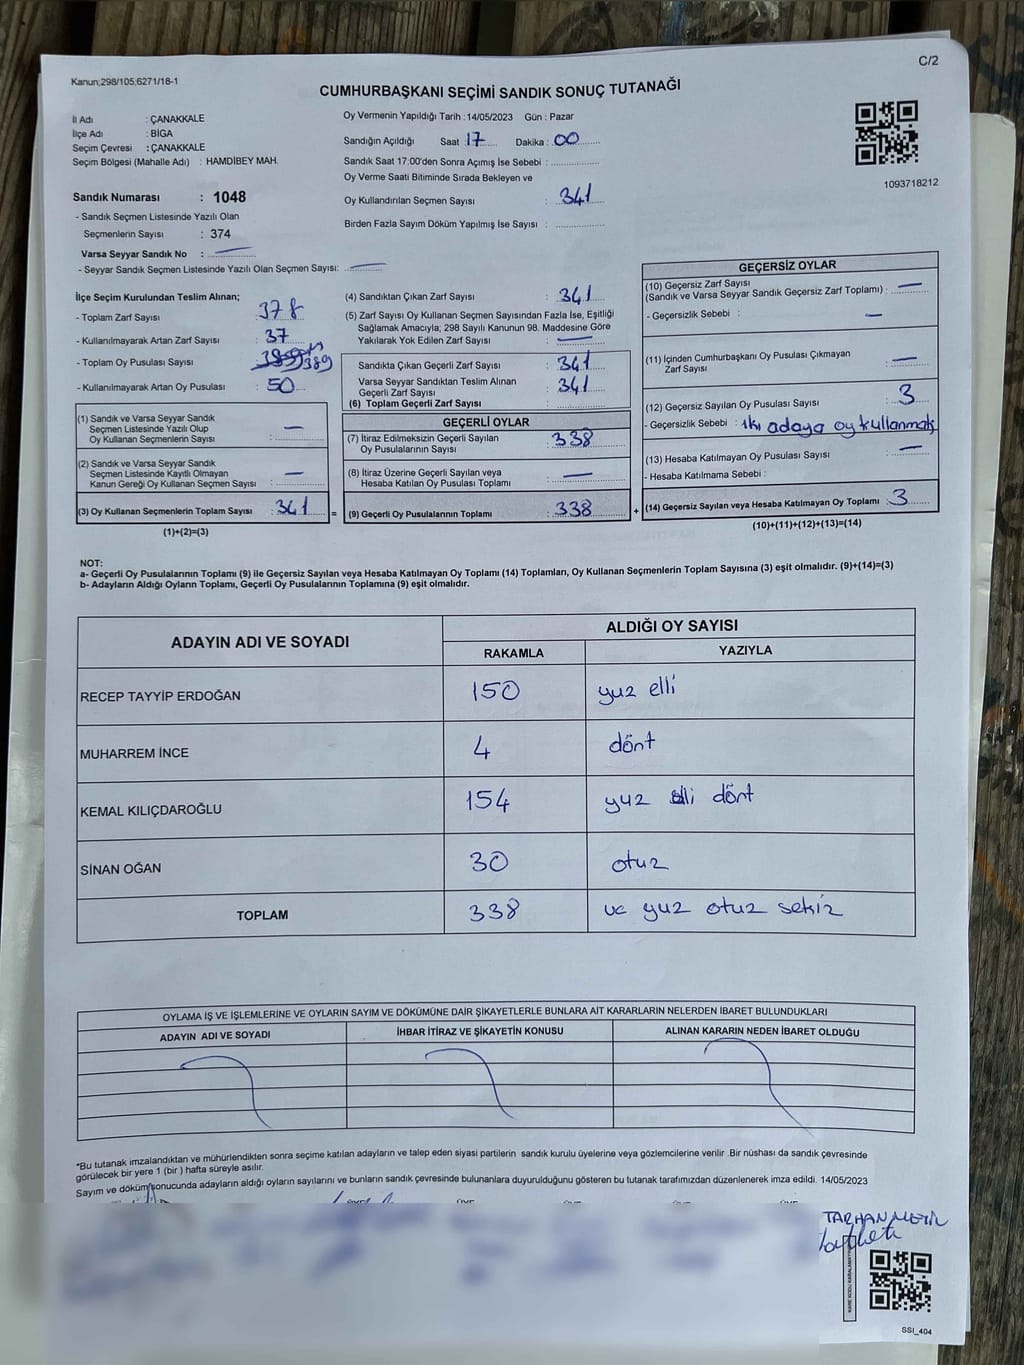 C/2
Kanun;298/105;6271/18-1
CUMHURBAŞKANI SEÇİMİ SANDIK SONUÇ TUTANAĞI
İl Adı : ÇANAKKALE
İlçe Adı : BİGA
Seçim Çevresi : ÇANAKKALE
Seçim Bölgesi (Mahalle Adı) : HAMDİBEY MAH.
Oy Vermenin Yapıldığı Tarih : 14/05/2023 Gün : Pazar
Sandığın Açıldığı Saat 17 Dakika : 00
Sandık Saat 17:00'den Sonra Açımış İse Sebebi :
Oy Verme Saati Bitiminde Sırada Bekleyen ve
Oy Kullandırılan Seçmen Sayısı : 341
Birden Fazla Sayım Döküm Yapılmış İse Sayısı :
1093718212
Sandık Numarası : 1048
- Sandık Seçmen Listesinde Yazılı Olan
Seçmenlerin Sayısı : 374
Varsa Seyyar Sandık No : —
- Seyyar Sandık Seçmen Listesinde Yazılı Olan Seçmen Sayısı: —
İlçe Seçim Kurulundan Teslim Alınan;
- Toplam Zarf Sayısı : 378
- Kullanılmayarak Artan Zarf Sayısı : 37
- Toplam Oy Pusulası Sayısı : 389
- Kullanılmayarak Artan Oy Pusulası : 50
(1) Sandık ve Varsa Seyyar Sandık
Seçmen Listesinde Yazılı Olup
Oy Kullanan Seçmenlerin Sayısı : —
(2) Sandık ve Varsa Seyyar Sandık
Seçmen Listesinde Kayıtlı Olmayan
Kanun Gereği Oy Kullanan Seçmen Sayısı : —
(3) Oy Kullanan Seçmenlerin Toplam Sayısı : 341 =
(1)+(2)=(3)
(4) Sandıktan Çıkan Zarf Sayısı : 341
(5) Zarf Sayısı Oy Kullanan Seçmen Sayısından Fazla İse, Eşitliği
Sağlamak Amacıyla; 298 Sayılı Kanunun 98. Maddesine Göre
Yakılarak Yok Edilen Zarf Sayısı : —
Sandıkta Çıkan Geçerli Zarf Sayısı : 341
Varsa Seyyar Sandıktan Teslim Alınan
Geçerli Zarf Sayısı : 341
(6) Toplam Geçerli Zarf Sayısı :
GEÇERLİ OYLAR
(7) İtiraz Edilmeksizin Geçerli Sayılan
Oy Pusulalarının Sayısı : 338
(8) İtiraz Üzerine Geçerli Sayılan veya
Hesaba Katılan Oy Pusulası Toplamı : —
(9) Geçerli Oy Pusulalarının Toplamı : 338 +
GEÇERSİZ OYLAR
(10) Geçersiz Zarf Sayısı
(Sandık ve Varsa Seyyar Sandık Geçersiz Zarf Toplamı) : —
- Geçersizlik Sebebi : —
(11) İçinden Cumhurbaşkanı Oy Pusulası Çıkmayan
Zarf Sayısı : —
(12) Geçersiz Sayılan Oy Pusulası Sayısı : 3
- Geçersizlik Sebebi : iki adaya oy kullanmak
(13) Hesaba Katılmayan Oy Pusulası Sayısı : —
- Hesaba Katılmama Sebebi :
(14) Geçersiz Sayılan veya Hesaba Katılmayan Oy Toplamı : 3
(10)+(11)+(12)+(13)=(14)
NOT:
a- Geçerli Oy Pusulalarının Toplamı (9) ile Geçersiz Sayılan veya Hesaba Katılmayan Oy Toplamı (14) Toplamları, Oy Kullanan Seçmenlerin Toplam Sayısına (3) eşit olmalıdır. (9)+(14)=(3)
b- Adayların Aldığı Oyların Toplamı, Geçerli Oy Pusulalarının Toplamına (9) eşit olmalıdır.
ADAYIN ADI VE SOYADI
ALDIĞI OY SAYISI
RAKAMLA YAZIYLA
RECEP TAYYİP ERDOĞAN 150 yuz elli
MUHARREM İNCE 4 dönt
KEMAL KILIÇDAROĞLU 154 yuz elli dönt
SİNAN OĞAN 30 otuz
TOPLAM 338 uc yuz otuz sekiz
OYLAMA İŞ VE İŞLEMLERİNE VE OYLARIN SAYIM VE DÖKÜMÜNE DAİR ŞİKAYETLERLE BUNLARA AİT KARARLARIN NELERDEN İBARET BULUNDUKLARI
ADAYIN ADI VE SOYADI İHBAR İTİRAZ VE ŞİKAYETİN KONUSU ALINAN KARARIN NEDEN İBARET OLDUĞU
*Bu tutanak imzalandıktan ve mühürlendikten sonra seçime katılan adayların ve talep eden siyasi partilerin sandık kurulu üyelerine veya gözlemcilerine verilir .Bir nüshası da sandık çevresinde
görülecek bir yere 1 (bir ) hafta süreyle asılır.
Sayım ve döküm sonucunda adayların aldığı oyların sayılarını ve bunların sandık çevresinde bulunanlara duyurulduğunu gösteren bu tutanak tarafımızdan düzenlenerek imza edildi. 14/05/2023
TARHAN METİN
SSI_404